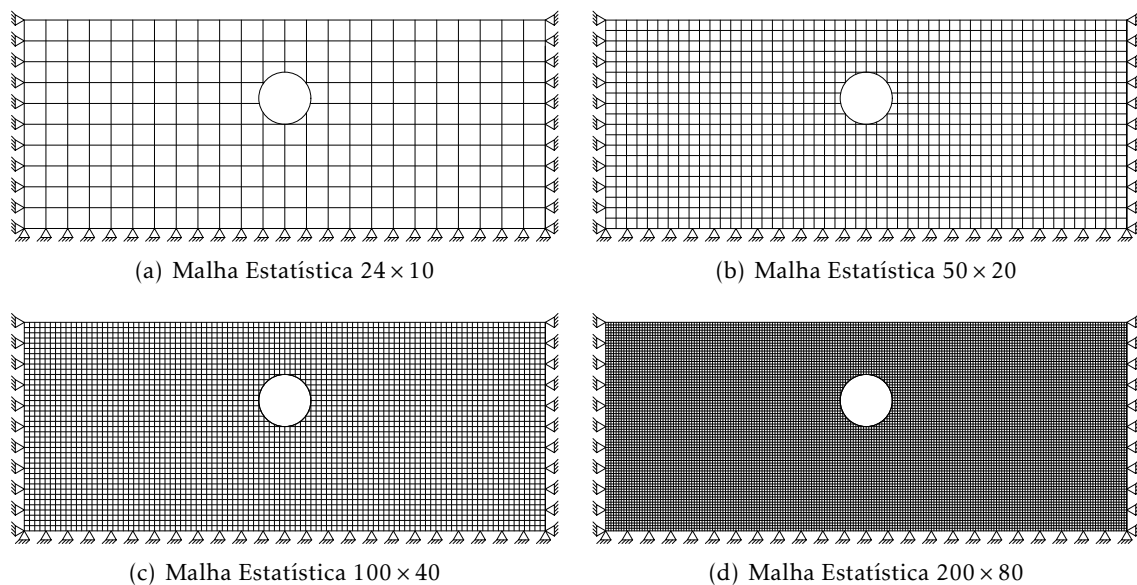 (a) Malha Estatística 24 × 10
(b) Malha Estatística 50 × 20
(c) Malha Estatística 100 × 40
(d) Malha Estatística 200 × 80